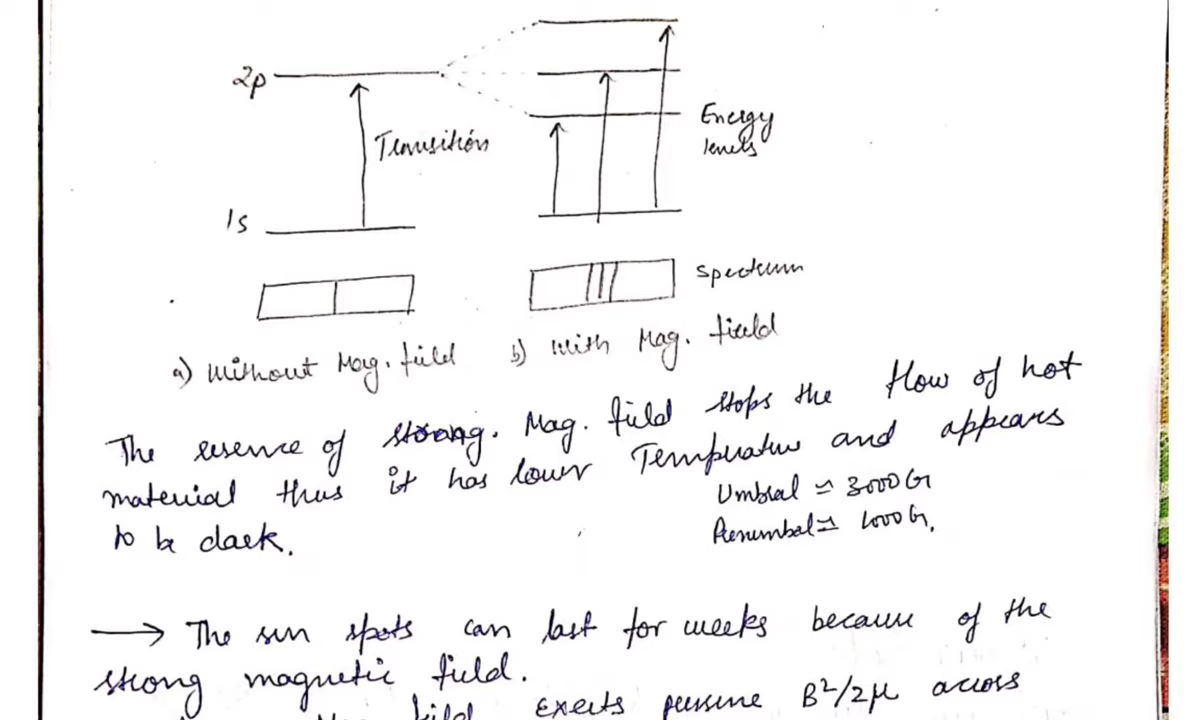 2p
Transition
Energy
levels
1s
Spectrum
a) Without Mag. field b) With Mag. field
The esence of strong. Mag. field stops the flow of hot
material thus it has lower Temperature and appears
to be dark.
Umbral ≃ 3000 G
Penumbral ≃ 1000 G.
→ The sun spots can last for weeks because of the
strong magnetic field.
Mag. field exerts pressure B²/2μ across